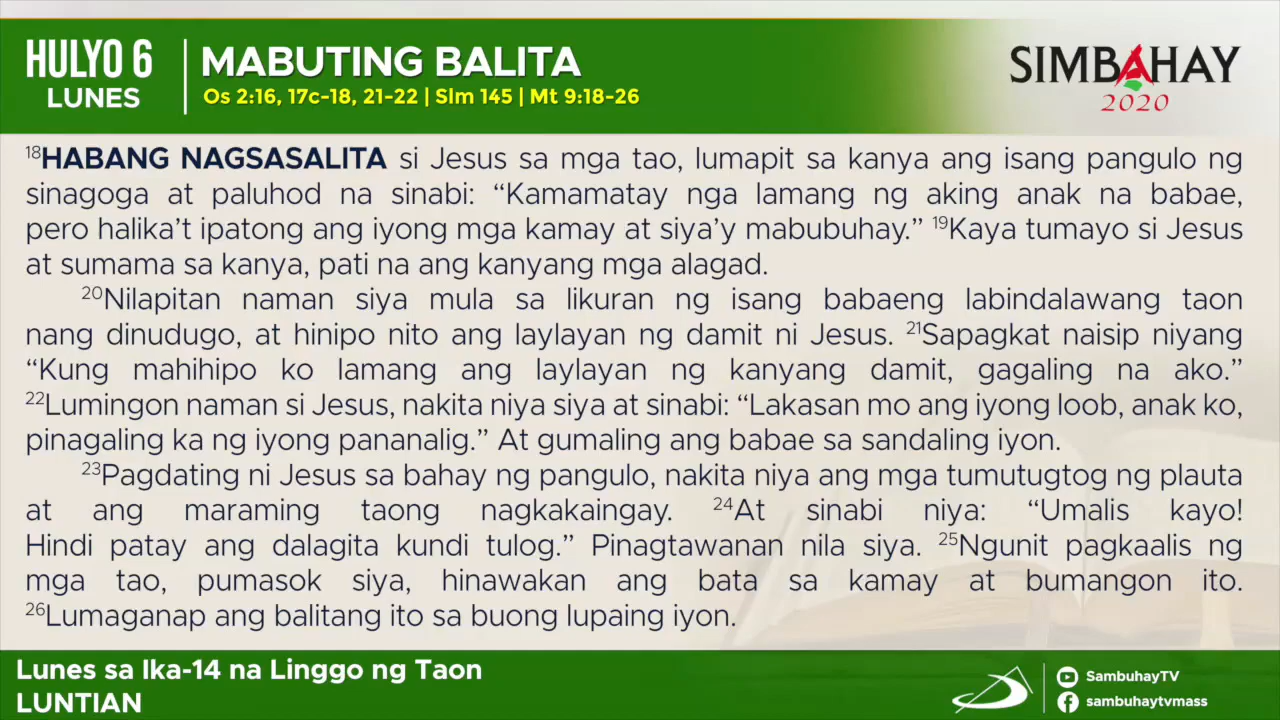 HULYO 6
LUNES
MABUTING BALITA
Os 2:16, 17c-18, 21-22 | Slm 145 | Mt 9:18-26
SIMBAHAY
2020
18HABANG NAGSASALITA si Jesus sa mga tao, lumapit sa kanya ang isang pangulo ng
sinagoga at paluhod na sinabi: “Kamamatay nga lamang ng aking anak na babae,
pero halika’t ipatong ang iyong mga kamay at siya’y mabubuhay.” 19Kaya tumayo si Jesus
at sumama sa kanya, pati na ang kanyang mga alagad.
20Nilapitan naman siya mula sa likuran ng isang babaeng labindalawang taon
nang dinudugo, at hinipo nito ang laylayan ng damit ni Jesus. 21Sapagkat naisip niyang
“Kung mahihipo ko lamang ang laylayan ng kanyang damit, gagaling na ako.”
22Lumingon naman si Jesus, nakita niya siya at sinabi: “Lakasan mo ang iyong loob, anak ko,
pinagaling ka ng iyong pananalig.” At gumaling ang babae sa sandaling iyon.
23Pagdating ni Jesus sa bahay ng pangulo, nakita niya ang mga tumutugtog ng plauta
at ang maraming taong nagkakaingay. 24At sinabi niya: “Umalis kayo!
Hindi patay ang dalagita kundi tulog.” Pinagtawanan nila siya. 25Ngunit pagkaalis ng
mga tao, pumasok siya, hinawakan ang bata sa kamay at bumangon ito.
26Lumaganap ang balitang ito sa buong lupaing iyon.
Lunes sa Ika-14 na Linggo ng Taon
LUNTIAN
SambuhayTV
sambuhaytvmass